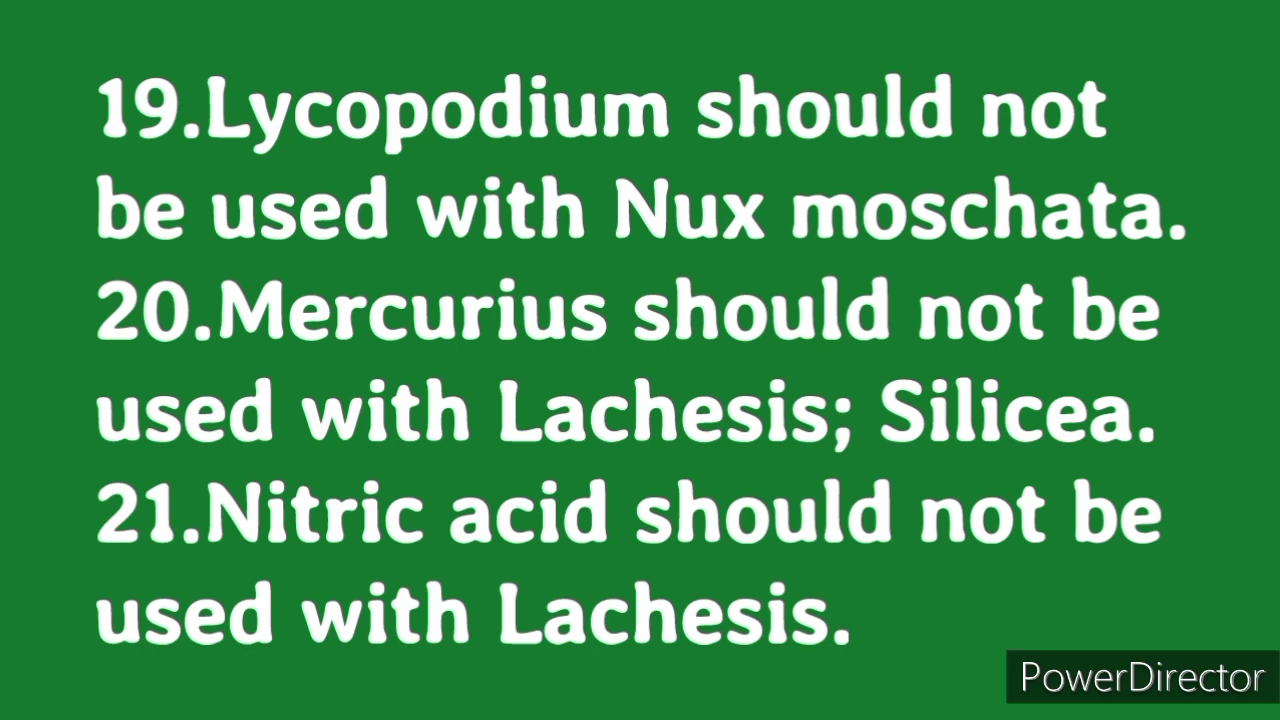 19.Lycopodium should not
be used with Nux moschata.
20.Mercurius should not be
used with Lachesis; Silicea.
21.Nitric acid should not be
used with Lachesis.
PowerDirector